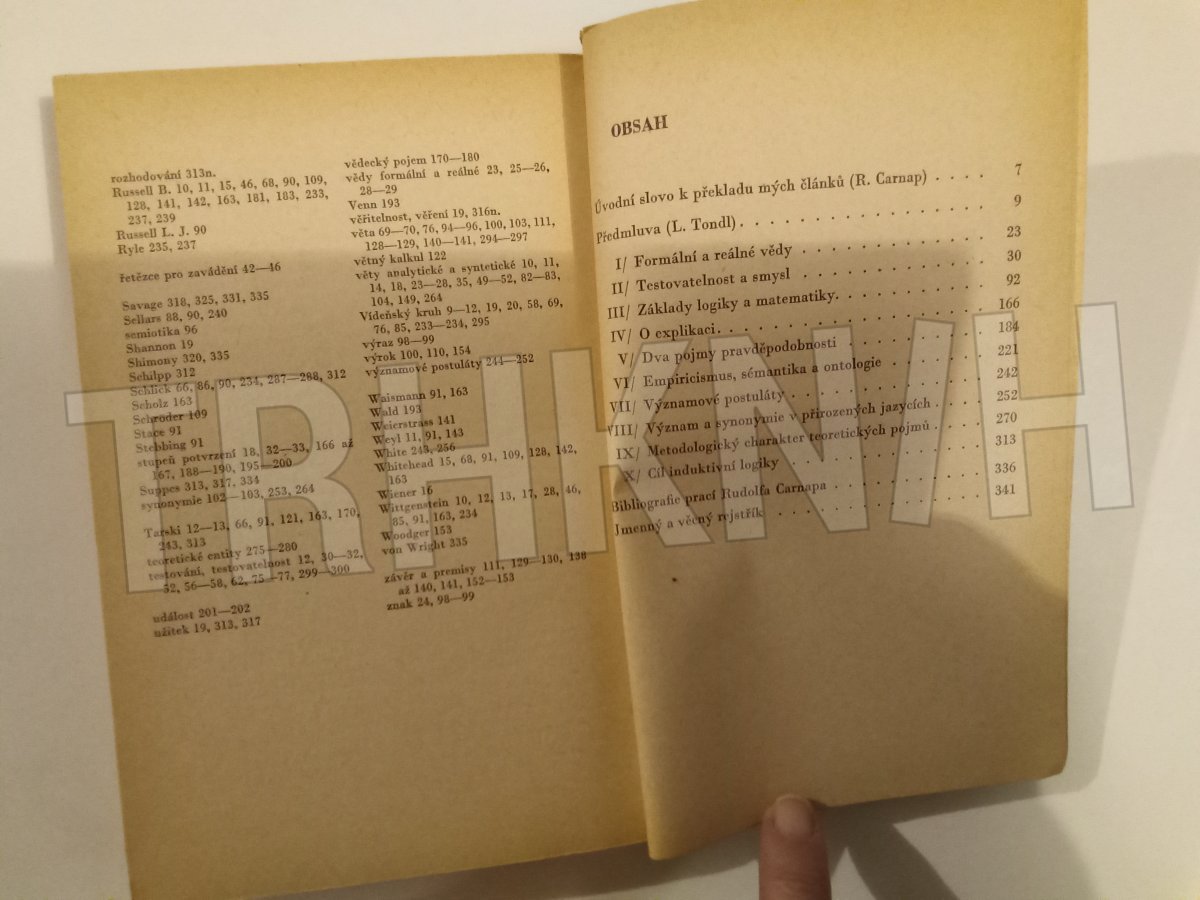 rozhodování 313n.
Russell B. 10, 11, 15, 46, 68, 90, 109,
128, 141, 142, 163, 181, 183, 233,
237, 239
Russell L. J. 90
Ryle 235, 237
řetězce pro zavádění 42—46
Savage 318, 325, 331, 335
Sellars 88, 90, 240
semiotika 96
Shannon 19
Shimony 320, 335
Schilpp 312
Schlick 66, 86, 90, 234, 287—288, 312
Scholz 163
Schröder 109
Stace 91
Stebbing 91
stupeň potvrzení 18, 32—33, 166 až
167, 188—190, 195—200
Suppes 313, 317, 334
synonymie 102—103, 253, 264
Tarski 12—13, 66, 91, 121, 163, 170,
243, 313
teoretické entity 275—280
testování, testovatelnost 12, 30—32,
52, 56—58, 62, 75—77, 299—300
událost 201—202
užitek 19, 313, 317
vědecký pojem 170—180
vědy formální a reálné 23, 25—26,
28—29
Venn 193
věřitelnost, věření 19, 316n.
věta 69—70, 76, 94—96, 100, 103, 111,
128—129, 140—141, 294—297
větný kalkul 122
věty analytické a syntetické 10, 11,
14, 18, 23—28, 35, 49—52, 82—83,
104, 149, 264
Vídeňský kruh 9—12, 19, 20, 58, 69,
76, 85, 233—234, 295
výraz 98—99
výrok 100, 110, 154
významové postuláty 244—252
Waismann 91, 163
Wald 193
Weierstrass 141
Weyl 11, 91, 143
White 243, 256
Whitehead 15, 68, 91, 109, 128, 142,
163
Wiener 16
Wittgenstein 10, 12, 13, 17, 28, 46,
85, 91, 163, 234
Woodger 153
von Wright 335
závěr a premisy 111, 129—130, 138
až 140, 141, 152—153
znak 24, 98—99
OBSAH
Úvodní slovo k překladu mých článků (R. Carnap) . . . . 7
Předmluva (L. Tondl) . . . . . . . . . . . . . . . . 9
I/ Formální a reálné vědy . . . . . . . . . . . . 23
II/ Testovatelnost a smysl . . . . . . . . . . . . 30
III/ Základy logiky a matematiky . . . . . . . . . . 92
IV/ O explikaci . . . . . . . . . . . . . . . . . 166
V/ Dva pojmy pravděpodobnosti . . . . . . . . . . 184
VI/ Empiricismus, sémantika a ontologie . . . . . . . 221
VII/ Významové postuláty . . . . . . . . . . . . . 242
VIII/ Význam a synonymie v přirozených jazycích . . . . 252
IX/ Metodologický charakter teoretických pojmů . . . . 270
X/ Cíl induktivní logiky . . . . . . . . . . . . . 313
Bibliografie prací Rudolfa Carnapa . . . . . . . . . . 336
Jmenný a věcný rejstřík . . . . . . . . . . . . . . 341
TRHKNIH